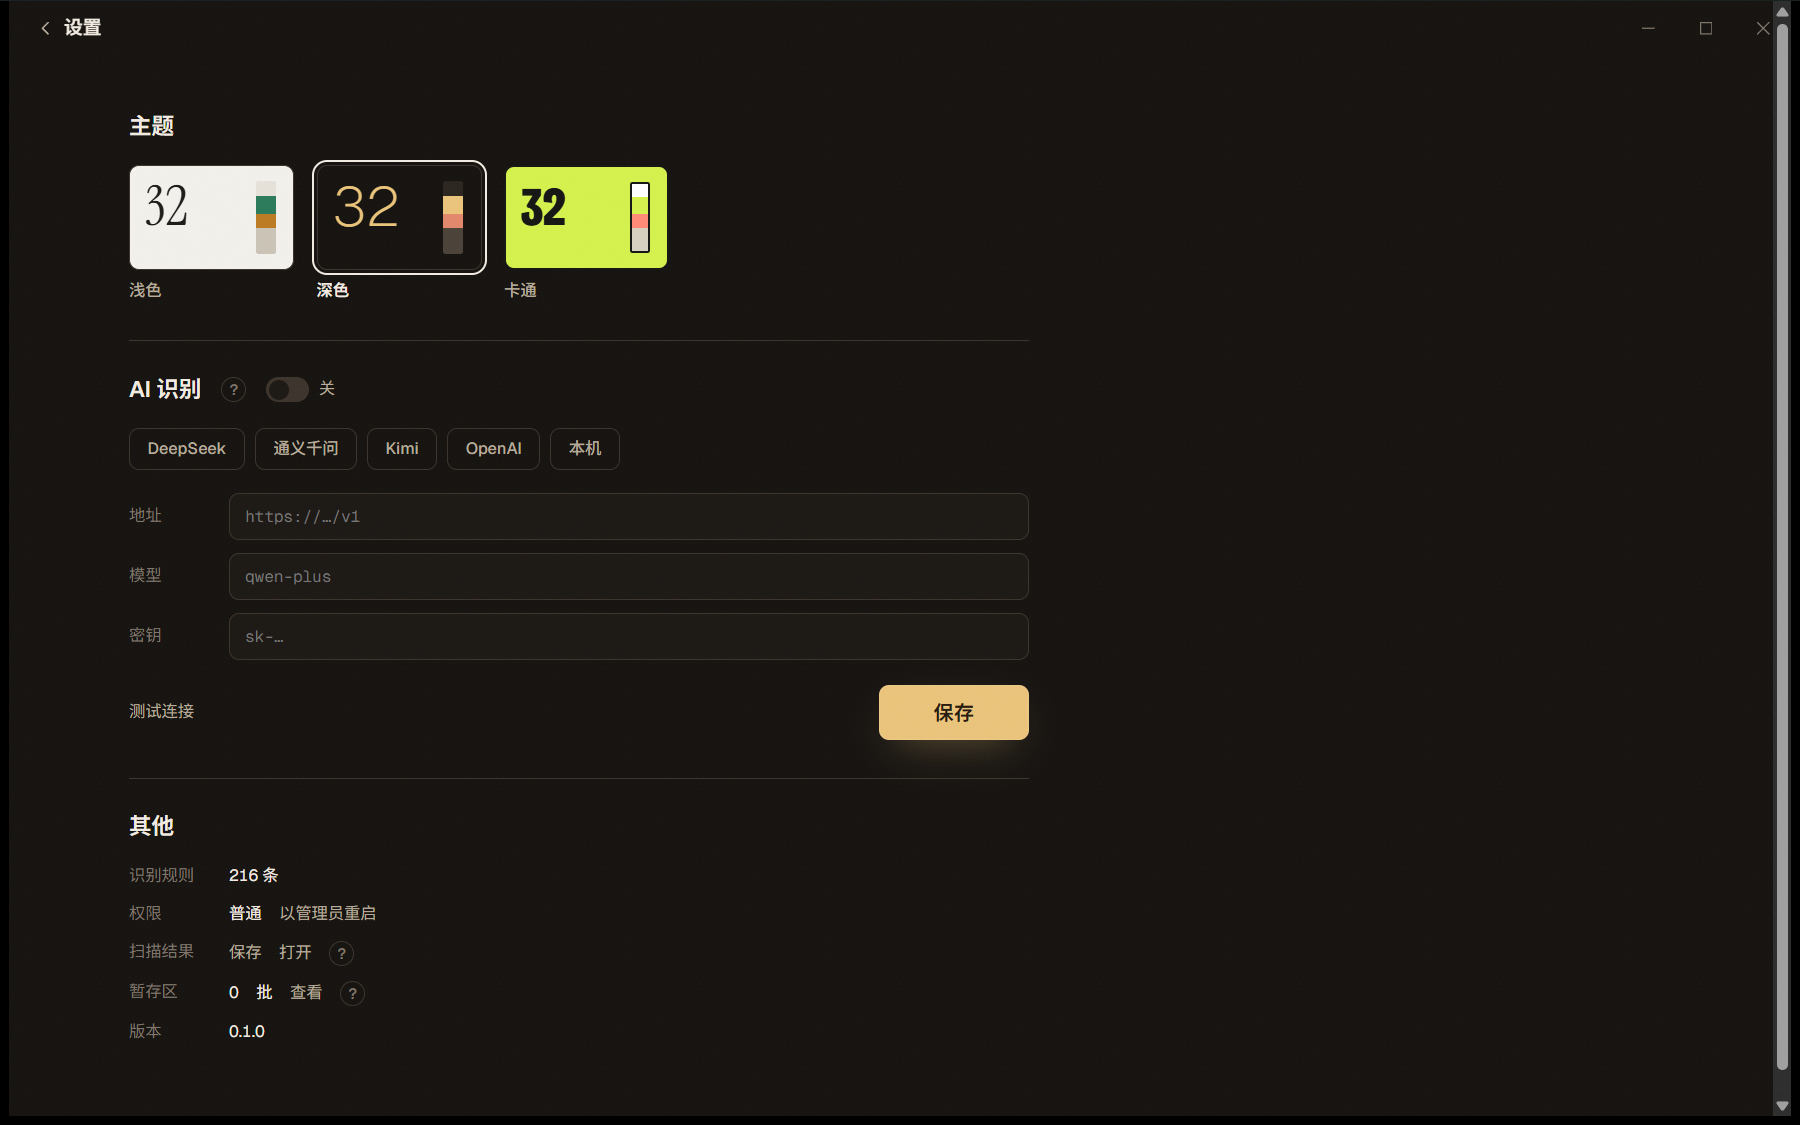 设置
主题
32 32 32
浅色 深色 卡通
AI 识别 ? 关
DeepSeek 通义千问 Kimi OpenAI 本机
地址 https://…/v1
模型 qwen-plus
密钥 sk-…
测试连接 保存
其他
识别规则 216 条
权限 普通 以管理员重启
扫描结果 保存 打开 ?
暂存区 0 批 查看 ?
版本 0.1.0